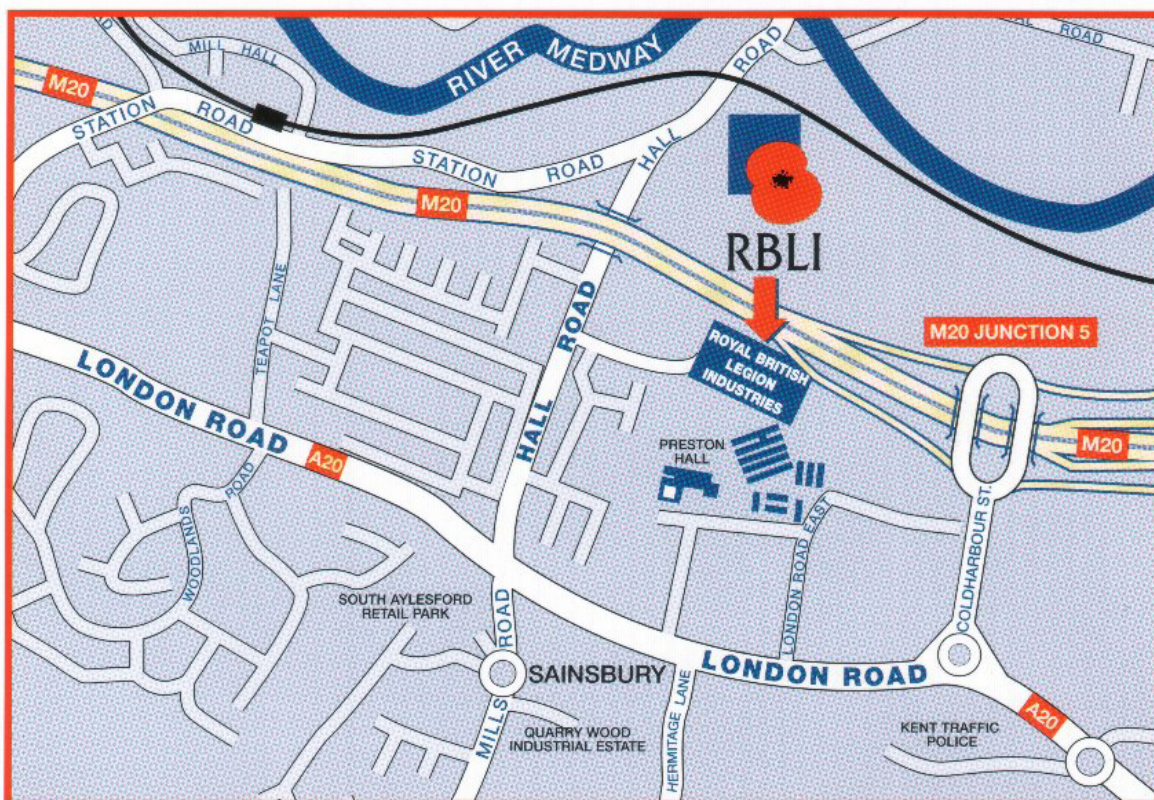 MILL HALL
RIVER MEDWAY
ROAD
ROAD
M20
STATION ROAD
STATION ROAD
HALL
M20
RBLI
TEAPOT LANE
HALL ROAD
ROYAL BRITISH
LEGION
INDUSTRIES
M20 JUNCTION 5
LONDON ROAD
A20
PRESTON
HALL
M20
WOODLANDS ROAD
LONDON ROAD EAST
COLDHARBOUR ST.
SOUTH AYLESFORD
RETAIL PARK
MILLS ROAD
SAINSBURY
LONDON ROAD
HERMITAGE LANE
QUARRY WOOD
INDUSTRIAL ESTATE
A20
KENT TRAFFIC
POLICE